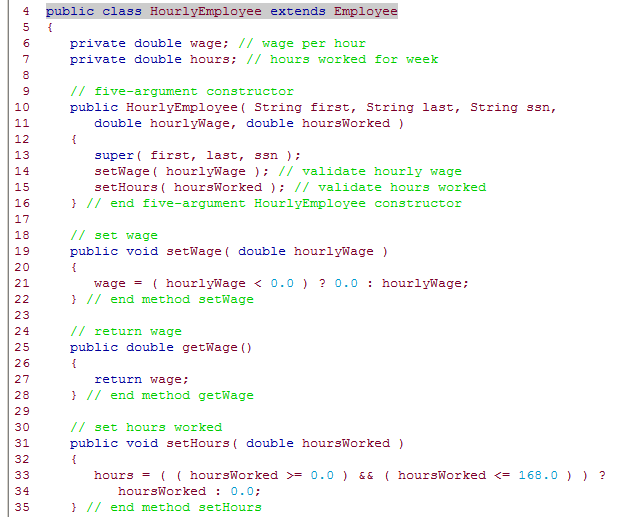 4 public class HourlyEmployee extends Employee
5 {
6 private double wage; // wage per hour
7 private double hours; // hours worked for week
8
9 // five-argument constructor
10 public HourlyEmployee( String first, String last, String ssn,
11 double hourlyWage, double hoursWorked )
12 {
13 super( first, last, ssn );
14 setWage( hourlyWage ); // validate hourly wage
15 setHours( hoursWorked ); // validate hours worked
16 } // end five-argument HourlyEmployee constructor
17
18 // set wage
19 public void setWage( double hourlyWage )
20 {
21 wage = ( hourlyWage < 0.0 ) ? 0.0 : hourlyWage;
22 } // end method setWage
23
24 // return wage
25 public double getWage()
26 {
27 return wage;
28 } // end method getWage
29
30 // set hours worked
31 public void setHours( double hoursWorked )
32 {
33 hours = ( ( hoursWorked >= 0.0 ) && ( hoursWorked <= 168.0 ) ) ?
34 hoursWorked : 0.0;
35 } // end method setHours